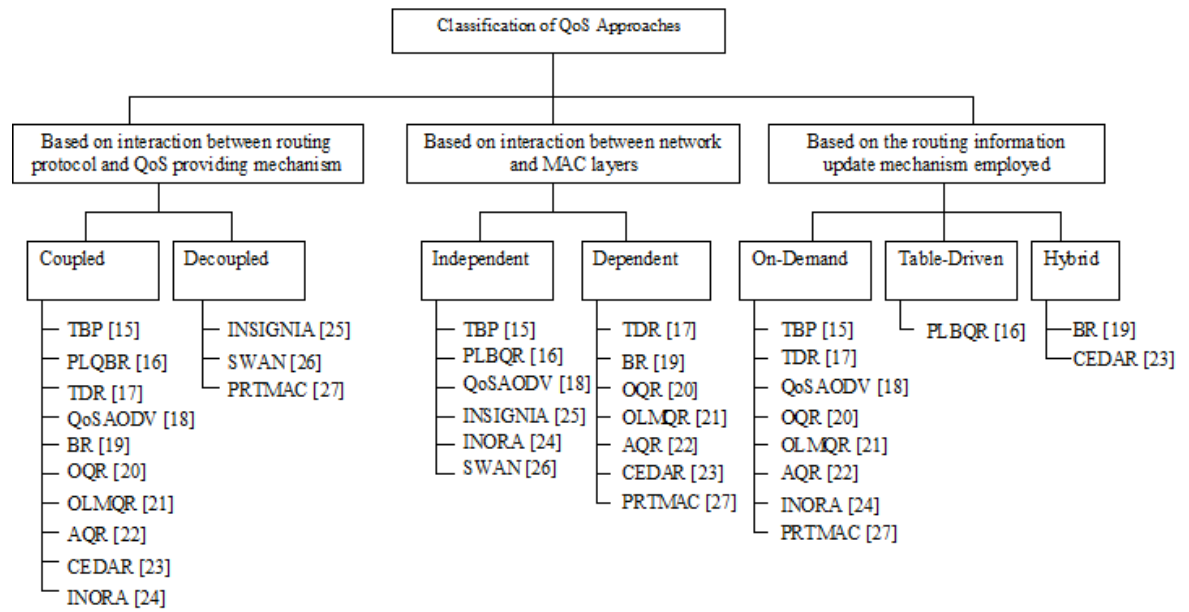 Classification of QoS Approaches
Based on interaction between routing
protocol and QoS providing mechanism
Based on interaction between network
and MAC layers
Based on the routing information
update mechanism employed
Coupled
Decoupled
Independent
Dependent
On-Demand
Table-Driven
Hybrid
TBP [15]
PLQBR [16]
TDR [17]
QoSAODV [18]
BR [19]
OQR [20]
OLMQR [21]
AQR [22]
CEDAR [23]
INORA [24]
INSIGNIA [25]
SWAN [26]
PRTMAC [27]
TBP [15]
PLBQR [16]
QoSAODV [18]
INSIGNIA [25]
INORA [24]
SWAN [26]
TDR [17]
BR [19]
OQR [20]
OLMQR [21]
AQR [22]
CEDAR [23]
PRTMAC [27]
TBP [15]
TDR [17]
QoSAODV [18]
OQR [20]
OLMQR [21]
AQR [22]
INORA [24]
PRTMAC [27]
PLBQR [16]
BR [19]
CEDAR [23]